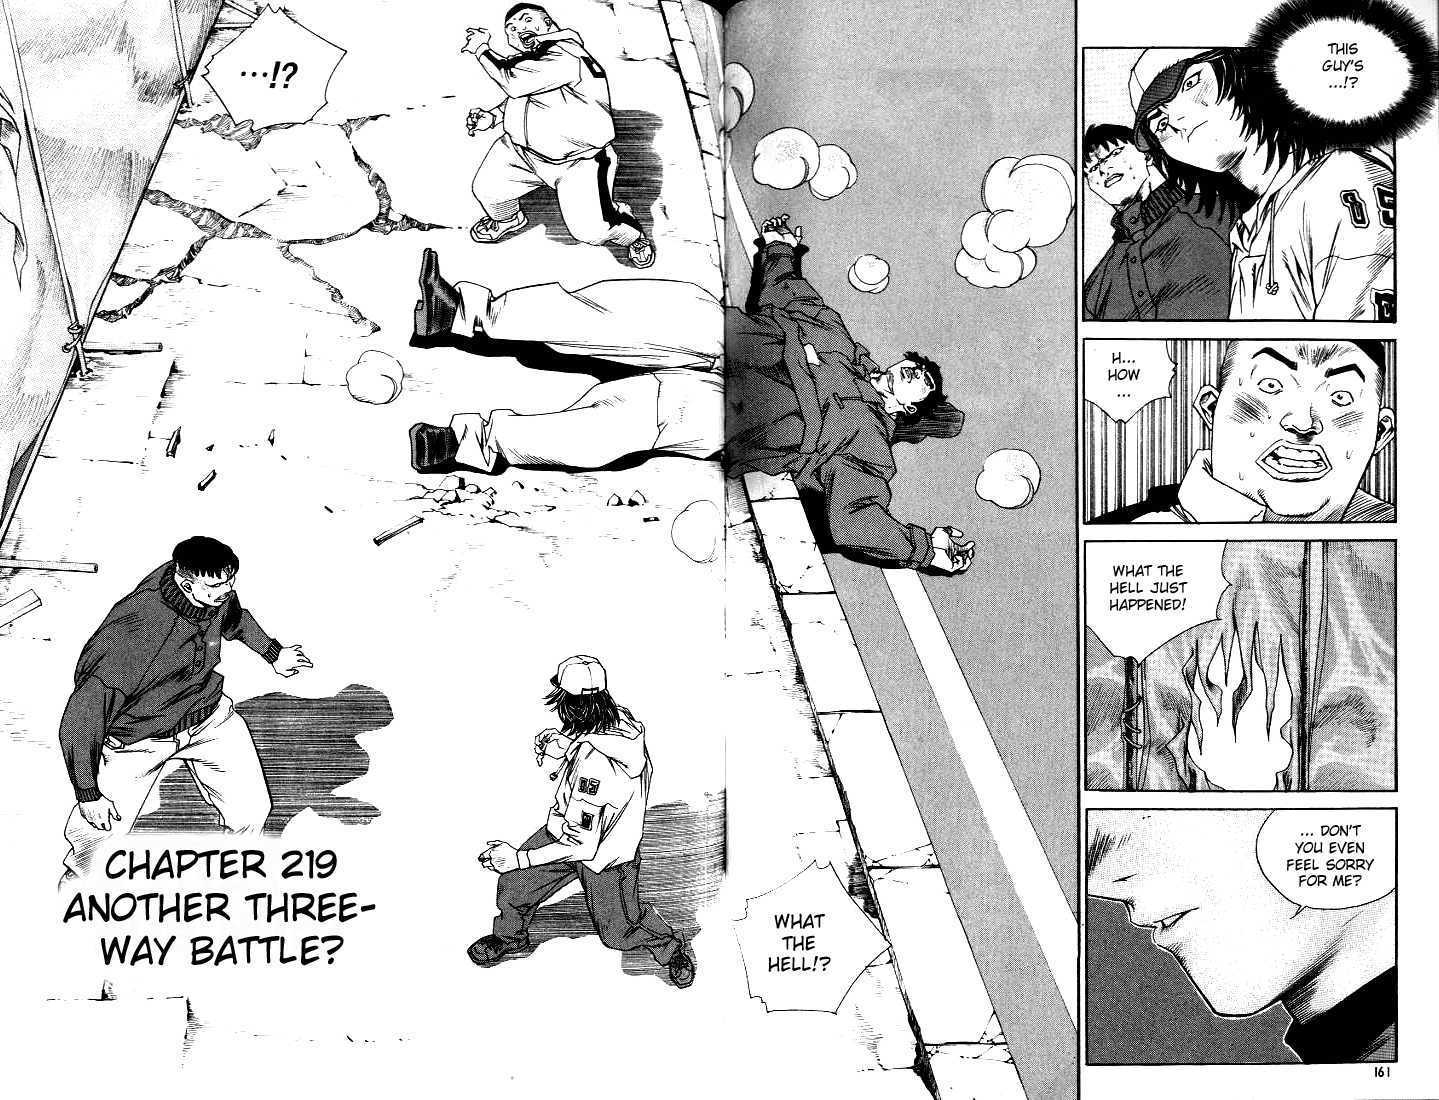 THIS
GUY'S
...!?
H...
HOW
...
WHAT THE
HELL JUST
HAPPENED!
... DON'T
YOU EVEN
FEEL SORRY
FOR ME?
161
...!?
WHAT
THE
HELL!?
CHAPTER 219
ANOTHER THREE-
WAY BATTLE?